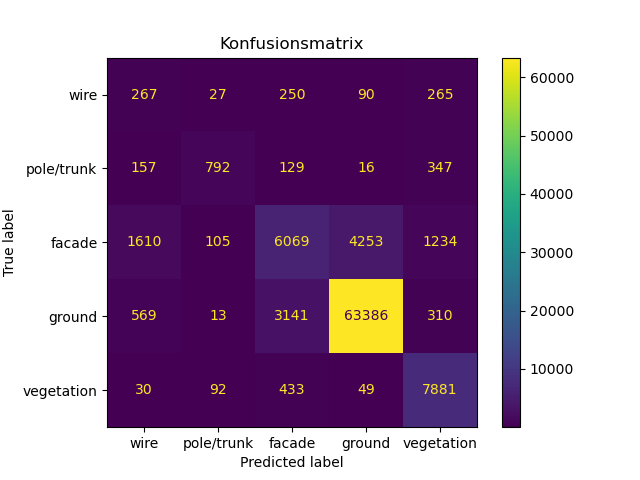 Konfusionsmatrix
True label
wire 267 27 250 90 265
pole/trunk 157 792 129 16 347
facade 1610 105 6069 4253 1234
ground 569 13 3141 63386 310
vegetation 30 92 433 49 7881
wire pole/trunk facade ground vegetation
Predicted label
60000
50000
40000
30000
20000
10000